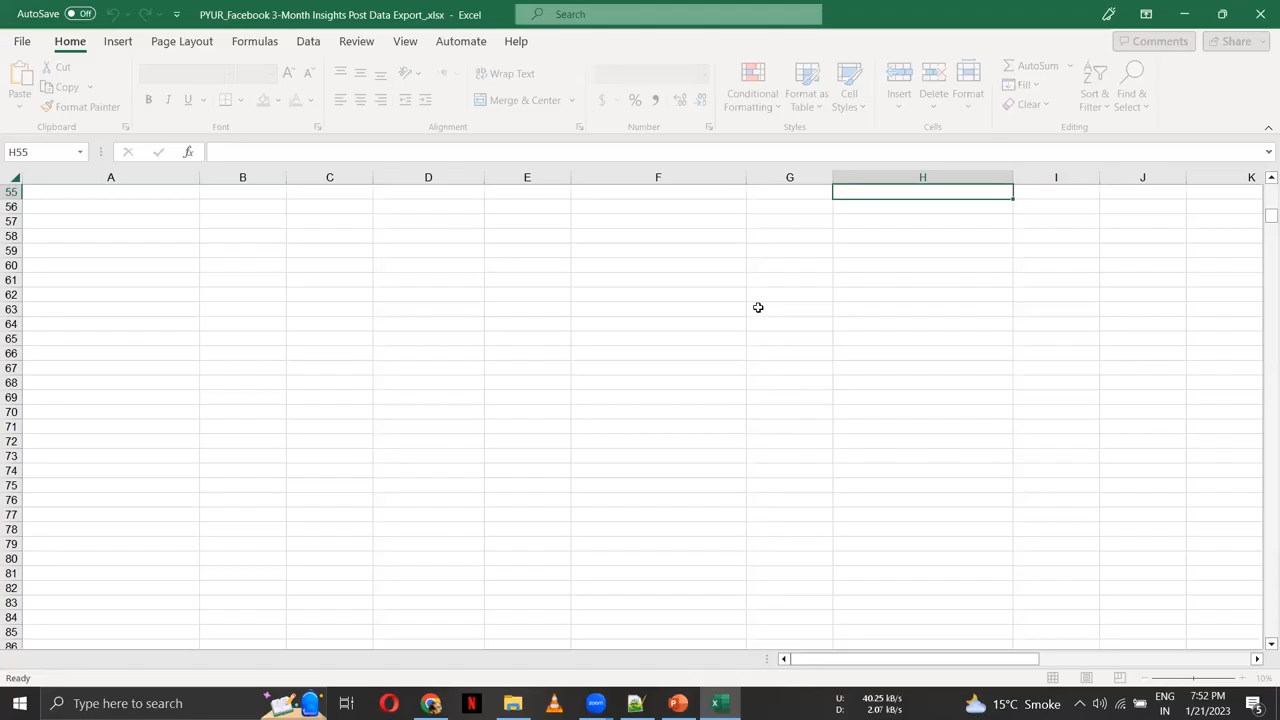 AutoSave Off PYUR_Facebook 3-Month Insights Post Data Export_.xlsx - Excel Search
File Home Insert Page Layout Formulas Data Review View Automate Help Comments Share
Paste Cut Copy Format Painter Clipboard
B I U Font
Wrap Text Merge & Center Alignment
$ % , Number
Conditional Formatting Format as Table Cell Styles Styles
Insert Delete Format Cells
AutoSum Fill Clear Sort & Filter Find & Select Editing
H55 fx
A B C D E F G H I J K
55
56
57
58
59
60
61
62
63
64
65
66
67
68
69
70
71
72
73
74
75
76
77
78
79
80
81
82
83
84
85
86
Ready 10%
Type here to search U: 40.25 kB/s D: 2.07 kB/s 15°C Smoke ENG IN 7:52 PM 1/21/2023 5